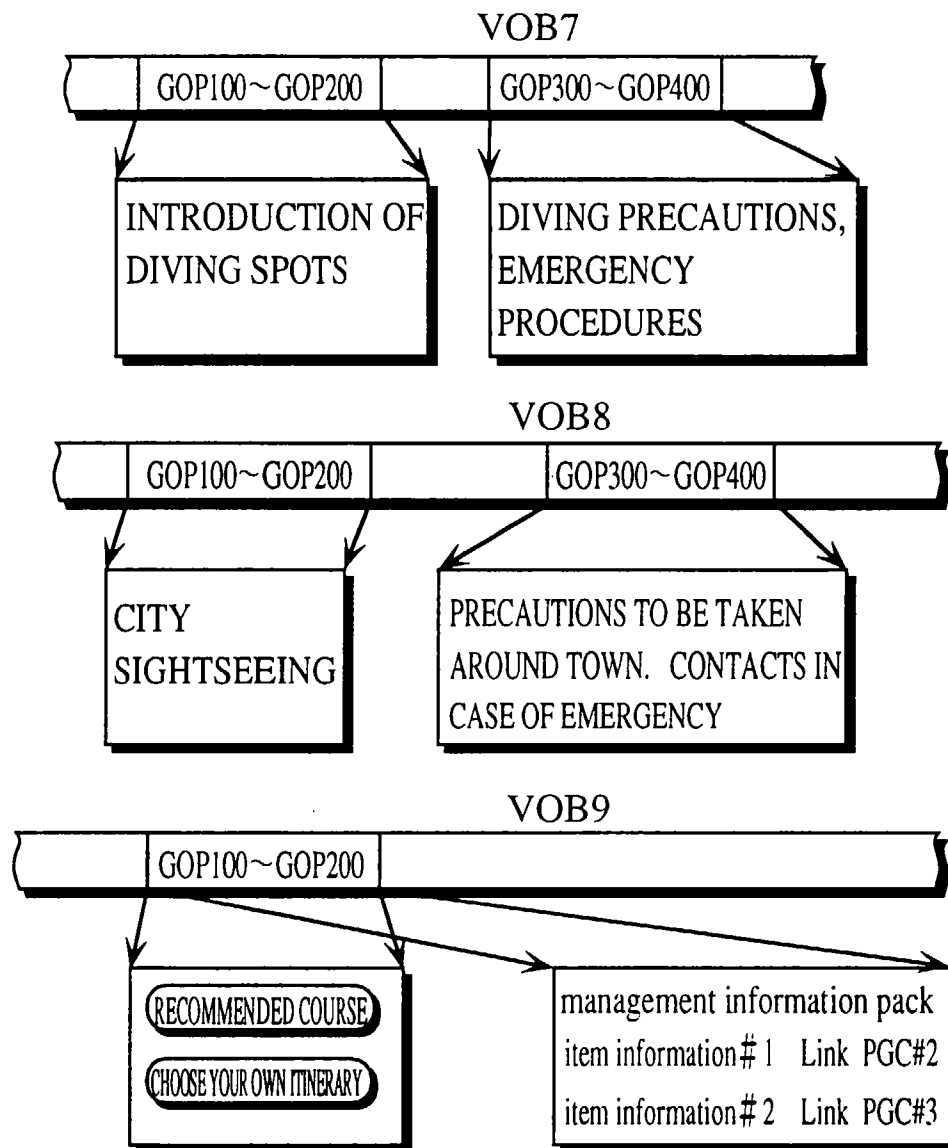 VOB7
GOP100~GOP200
GOP300~GOP400
INTRODUCTION OF
DIVING SPOTS
DIVING PRECAUTIONS,
EMERGENCY
PROCEDURES
VOB8
GOP100~GOP200
GOP300~GOP400
CITY
SIGHTSEEING
PRECAUTIONS TO BE TAKEN
AROUND TOWN. CONTACTS IN
CASE OF EMERGENCY
VOB9
GOP100~GOP200
RECOMMENDED COURSE
CHOOSE YOUR OWN ITINERARY
management information pack
item information#1 Link PGC#2
item information#2 Link PGC#3